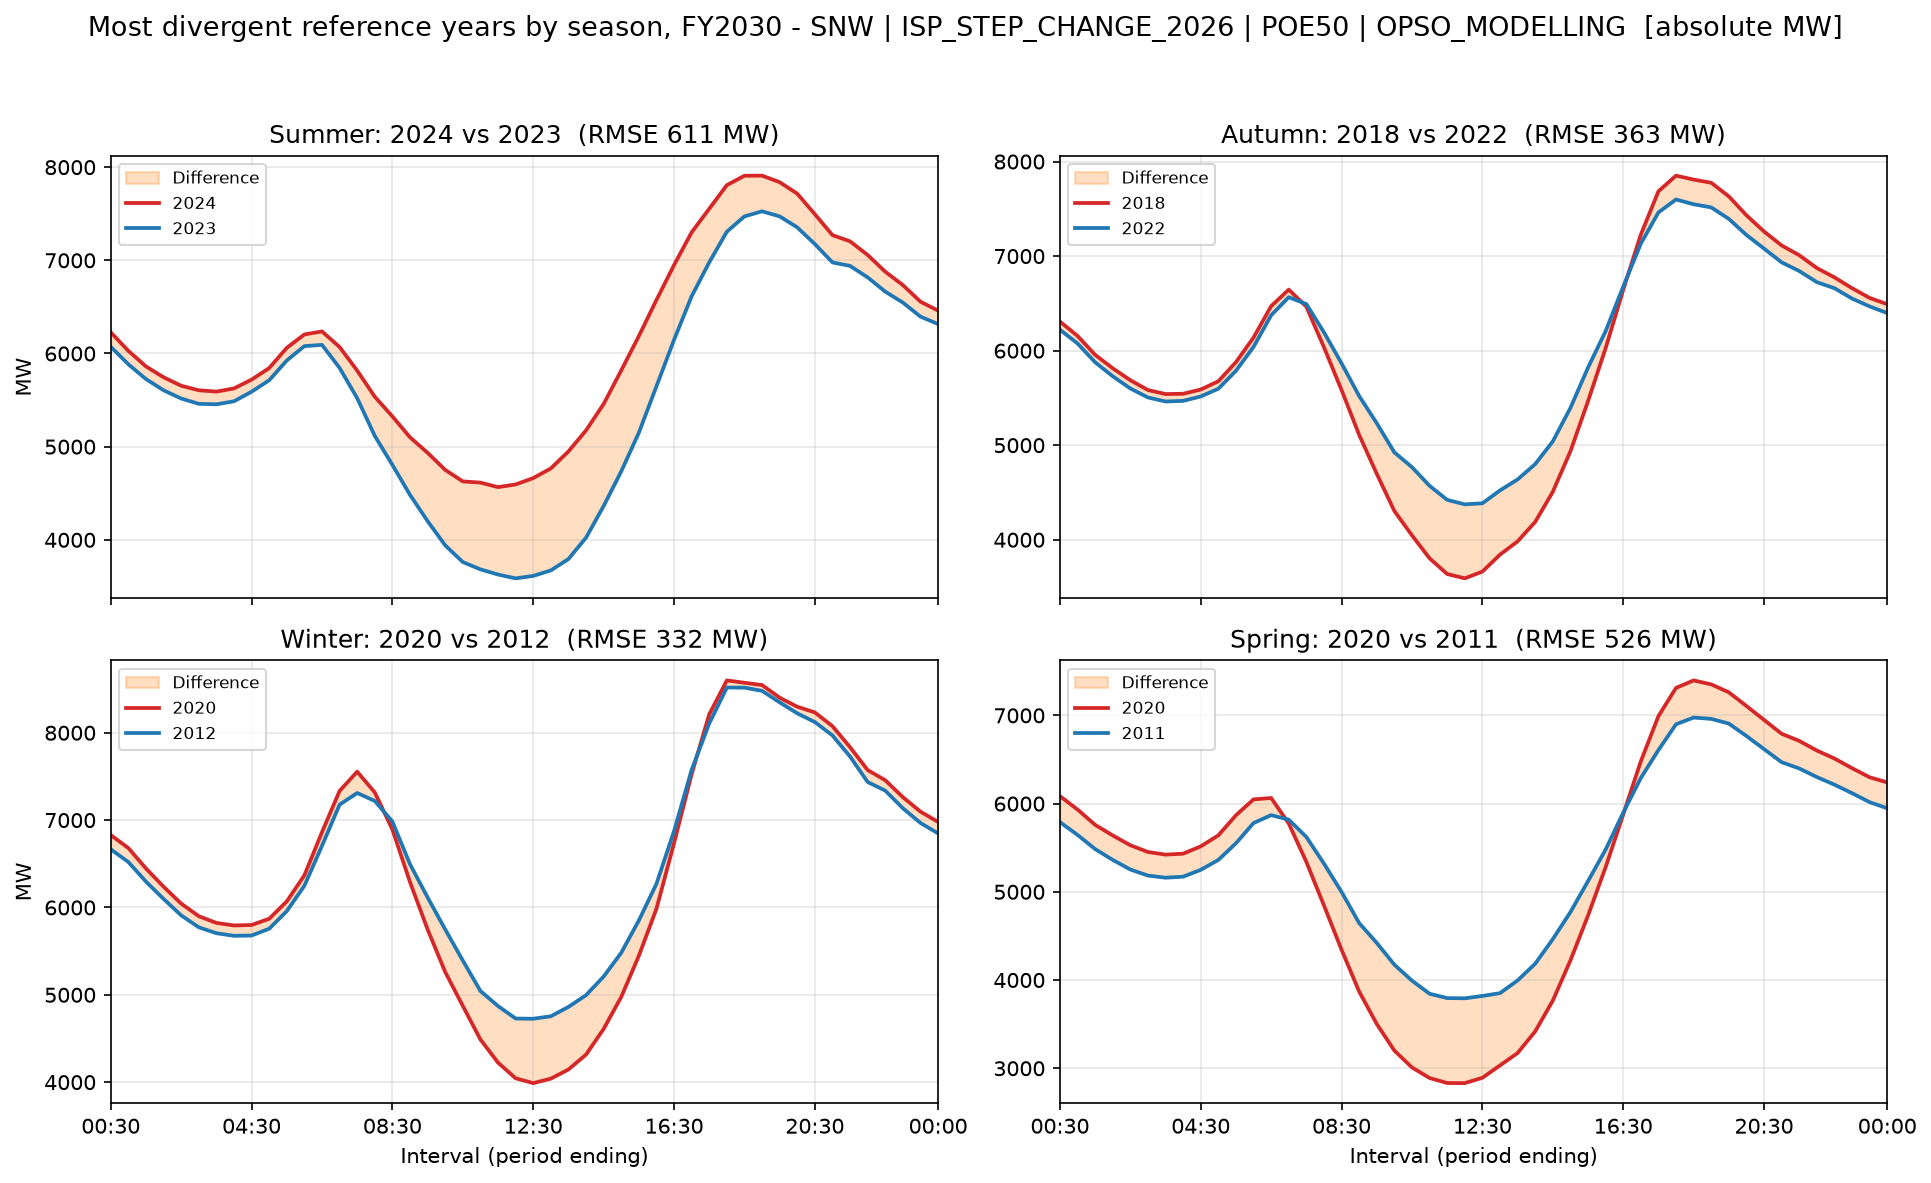 Most divergent reference years by season, FY2030 - SNW | ISP_STEP_CHANGE_2026 | POE50 | OPSO_MODELLING  [absolute MW]
Summer: 2024 vs 2023  (RMSE 611 MW)
8000
7000
6000
5000
4000
MW
Difference
2024
2023
Autumn: 2018 vs 2022  (RMSE 363 MW)
8000
7000
6000
5000
4000
Difference
2018
2022
Winter: 2020 vs 2012  (RMSE 332 MW)
8000
7000
6000
5000
4000
MW
Difference
2020
2012
00:30 04:30 08:30 12:30 16:30 20:30 00:00
Interval (period ending)
Spring: 2020 vs 2011  (RMSE 526 MW)
7000
6000
5000
4000
3000
Difference
2020
2011
00:30 04:30 08:30 12:30 16:30 20:30 00:00
Interval (period ending)